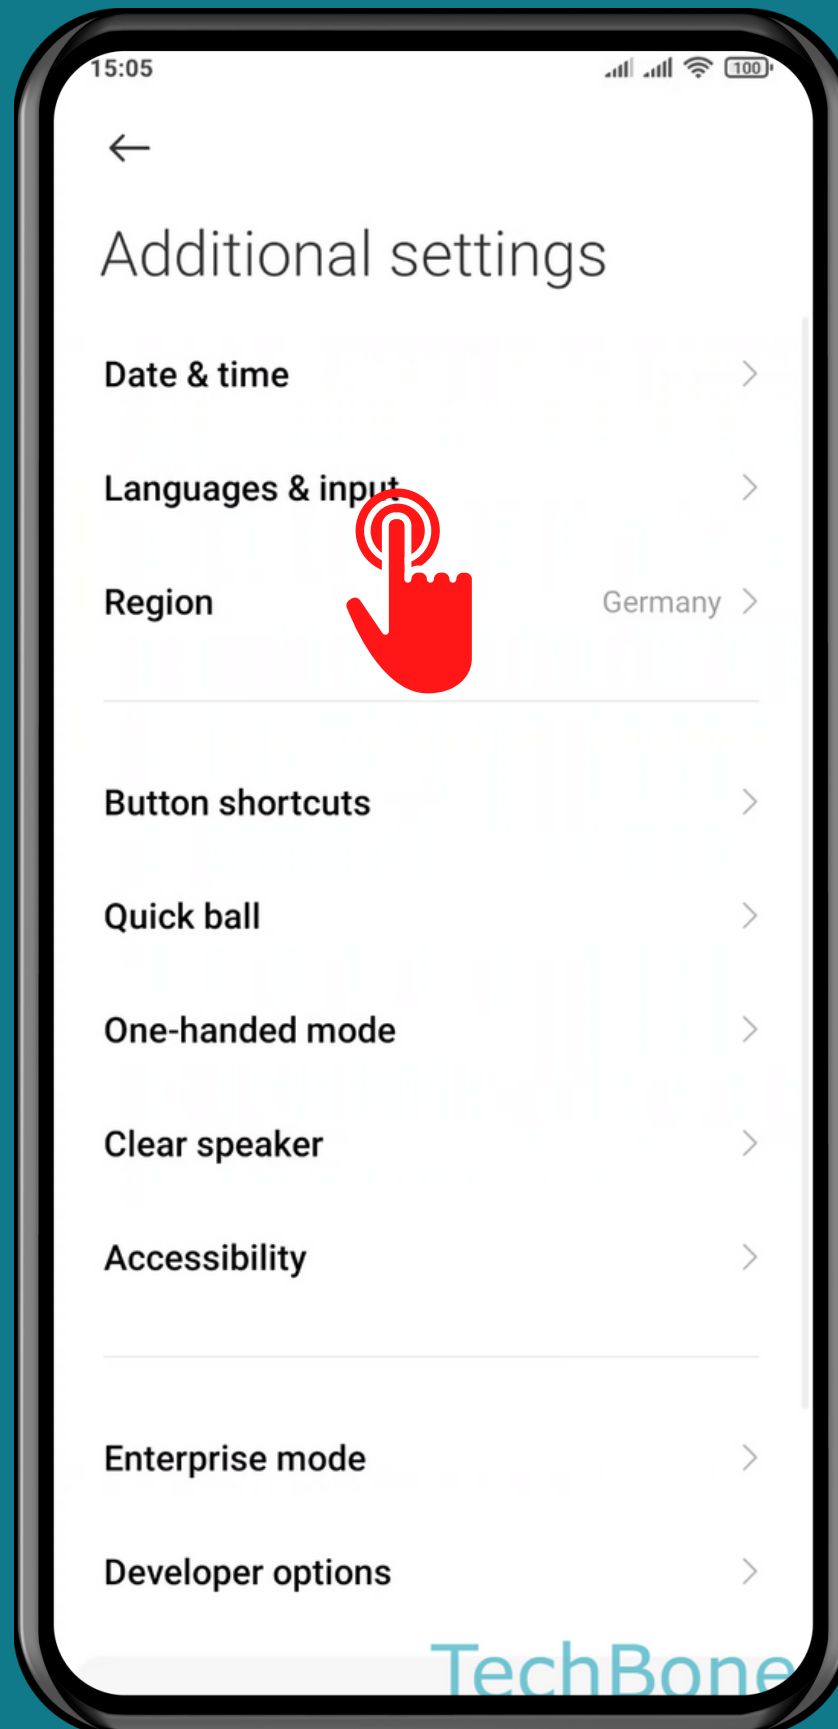 15:05
100
Additional settings
Date & time
Languages & input
Region
Germany
Button shortcuts
Quick ball
One-handed mode
Clear speaker
Accessibility
Enterprise mode
Developer options
TechBone